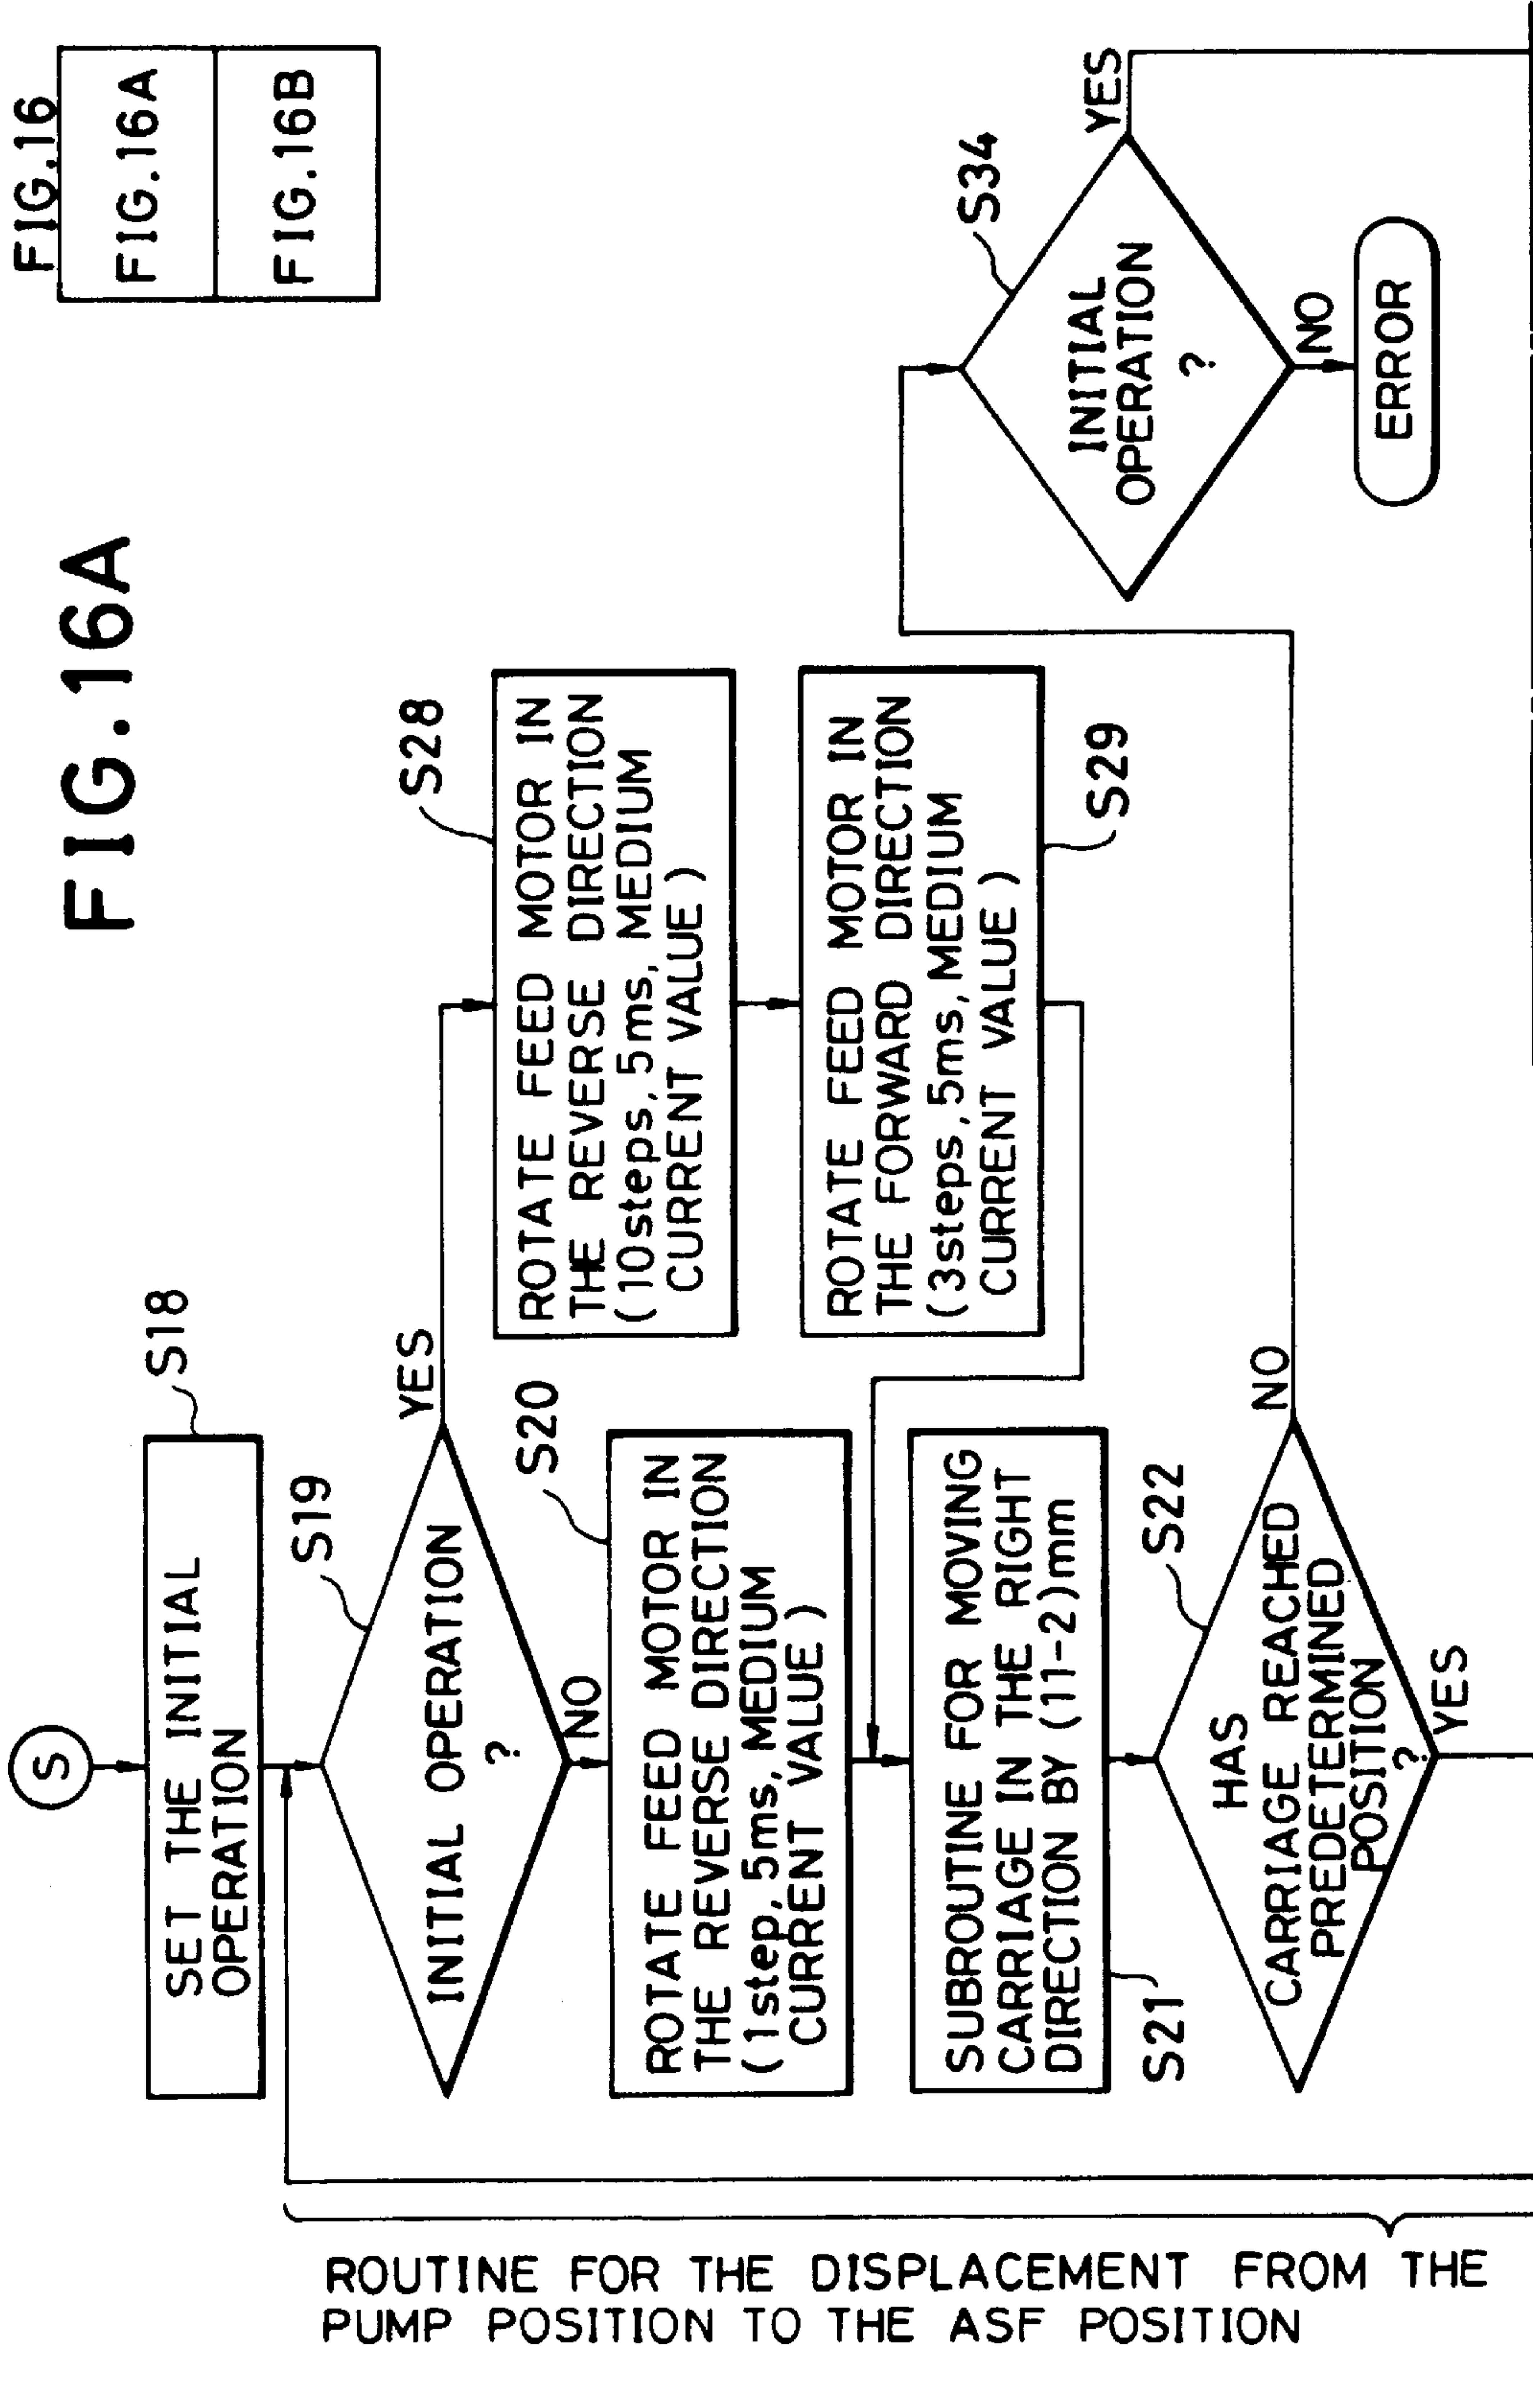 FIG.16
FIG.16A
FIG.16B
FIG.16A
S
SET THE INITIAL
OPERATION
S18
INITIAL OPERATION
?
S19
YES
NO
ROTATE FEED MOTOR IN
THE REVERSE DIRECTION
(1step, 5ms, MEDIUM
CURRENT VALUE)
S20
ROTATE FEED MOTOR IN
THE REVERSE DIRECTION
(10steps, 5ms, MEDIUM
CURRENT VALUE)
S28
ROTATE FEED MOTOR IN
THE FORWARD DIRECTION
(3steps, 5ms, MEDIUM
CURRENT VALUE)
S29
SUBROUTINE FOR MOVING
CARRIAGE IN THE RIGHT
DIRECTION BY (11-2)mm
S21
HAS
CARRIAGE REACHED
PREDETERMINED
POSITION
?
S22
NO
YES
INITIAL
OPERATION
?
S34
YES
NO
ERROR
ROUTINE FOR THE DISPLACEMENT FROM THE
PUMP POSITION TO THE ASF POSITION